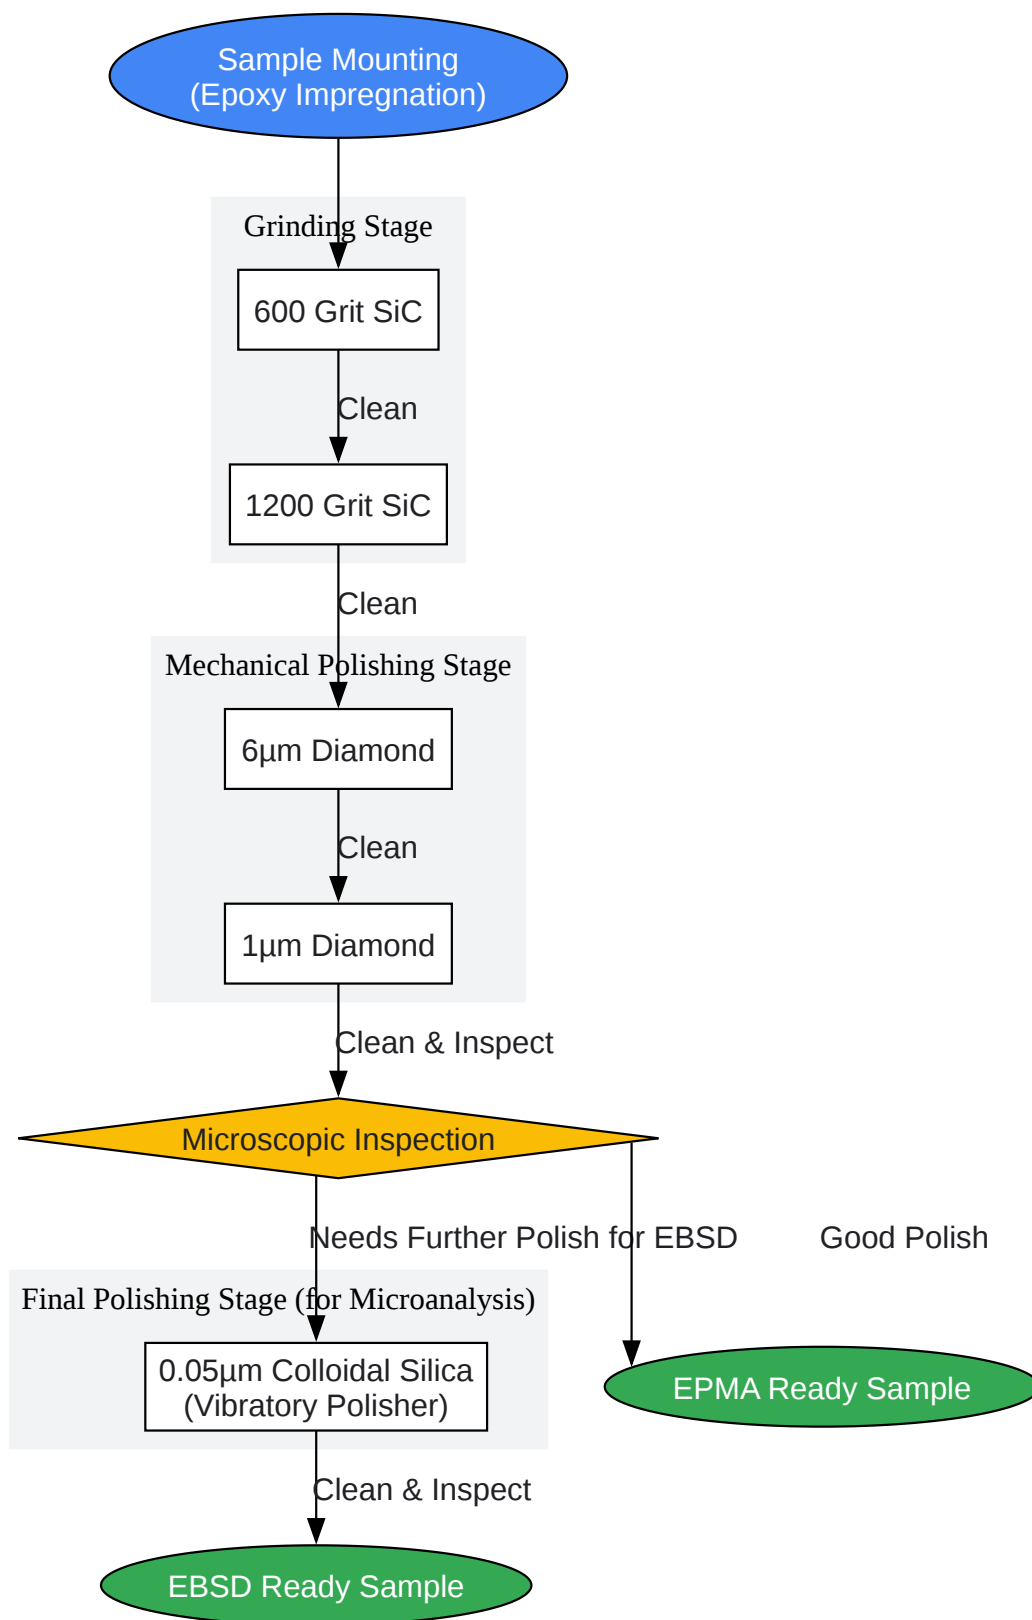 Sample Mounting
(Epoxy Impregnation)
Grinding Stage
600 Grit SiC
Clean
1200 Grit SiC
Clean
Mechanical Polishing Stage
6µm Diamond
Clean
1µm Diamond
Clean & Inspect
Microscopic Inspection
Needs Further Polish for EBSD
Good Polish
Final Polishing Stage (for Microanalysis)
0.05µm Colloidal Silica
(Vibratory Polisher)
EPMA Ready Sample
Clean & Inspect
EBSD Ready Sample